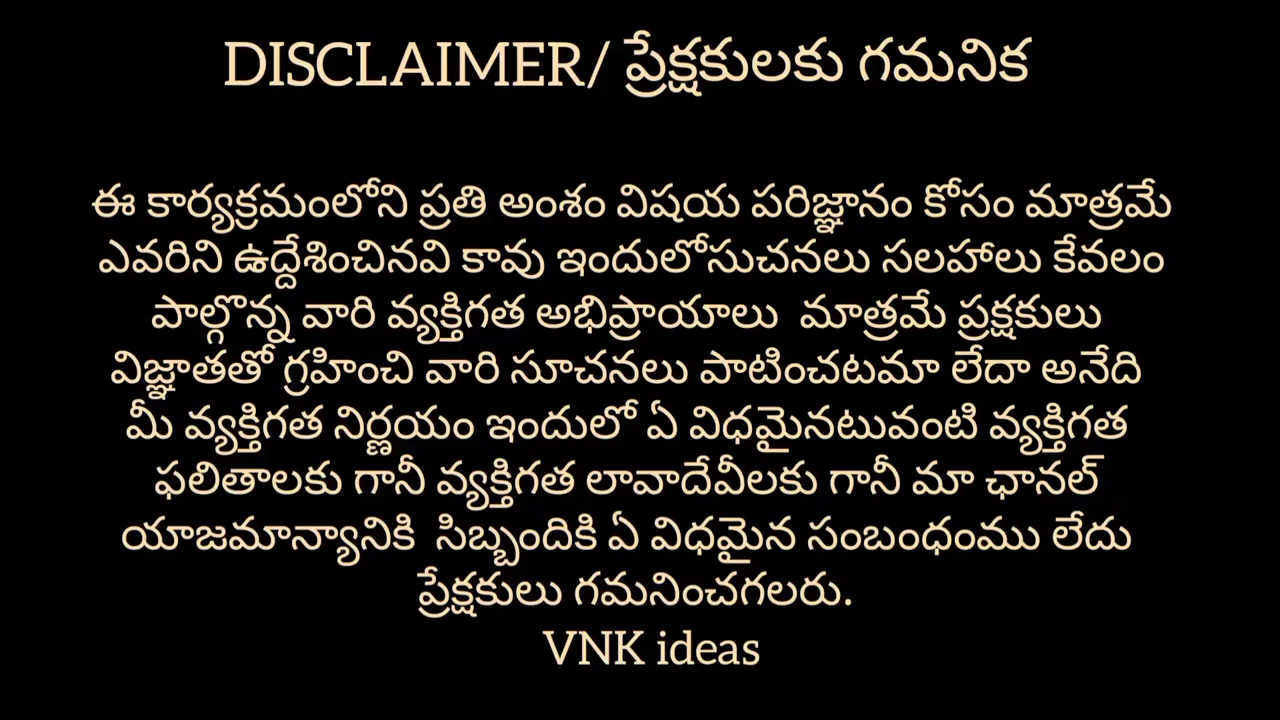 DISCLAIMER/ ప్రేక్షకులకు గమనిక
ఈ కార్యక్రమంలోని ప్రతి అంశం విషయ పరిజ్ఞానం కోసం మాత్రమే
ఎవరిని ఉద్దేశించినవి కావు ఇందులోసుచనలు సలహాలు కేవలం
పాల్గొన్న వారి వ్యక్తిగత అభిప్రాయాలు మాత్రమే ప్రక్షకులు
విజ్ఞాతతో గ్రహించి వారి సూచనలు పాటించటమా లేదా అనేది
మీ వ్యక్తిగత నిర్ణయం ఇందులో ఏ విధమైనటువంటి వ్యక్తిగత
ఫలితాలకు గానీ వ్యక్తిగత లావాదేవీలకు గానీ మా ఛానల్
యాజమాన్యానికి సిబ్బందికి ఏ విధమైన సంబంధంము లేదు
ప్రేక్షకులు గమనించగలరు.
VNK ideas